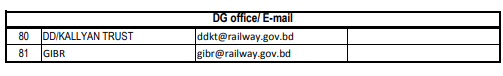 DG office/ E-mail
80 DD/KALLYAN TRUST ddkt@railway.gov.bd
81 GIBR gibr@railway.gov.bd